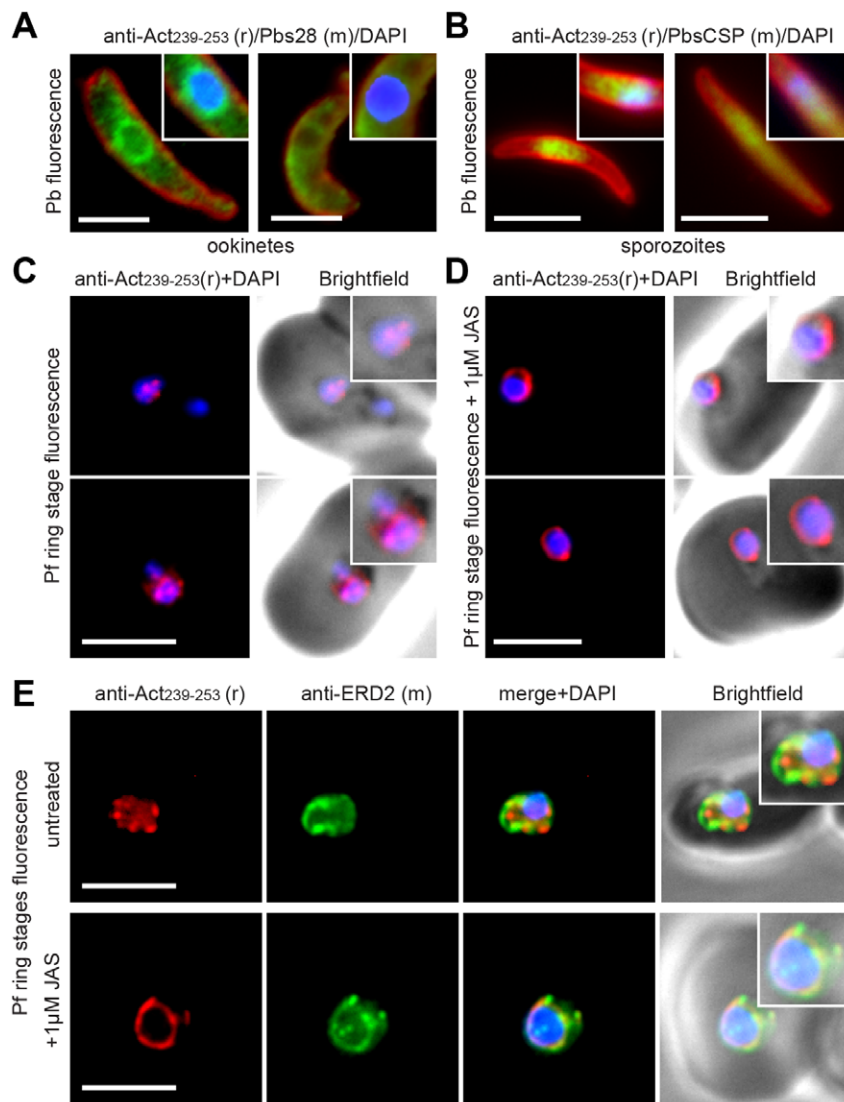 A
anti-Act239-253 (r)/Pbs28 (m)/DAPI
Pb fluorescence
ookinetes
B
anti-Act239-253 (r)/PbsCSP (m)/DAPI
Pb fluorescence
sporozoites
C
anti-Act239-253(r)+DAPI
Brightfield
Pf ring stage fluorescence
D
anti-Act239-253(r)+DAPI
Brightfield
Pf ring stage fluorescence + 1µM JAS
E
anti-Act239-253 (r)
anti-ERD2 (m)
merge+DAPI
Brightfield
Pf ring stages fluorescence
untreated
+1µM JAS